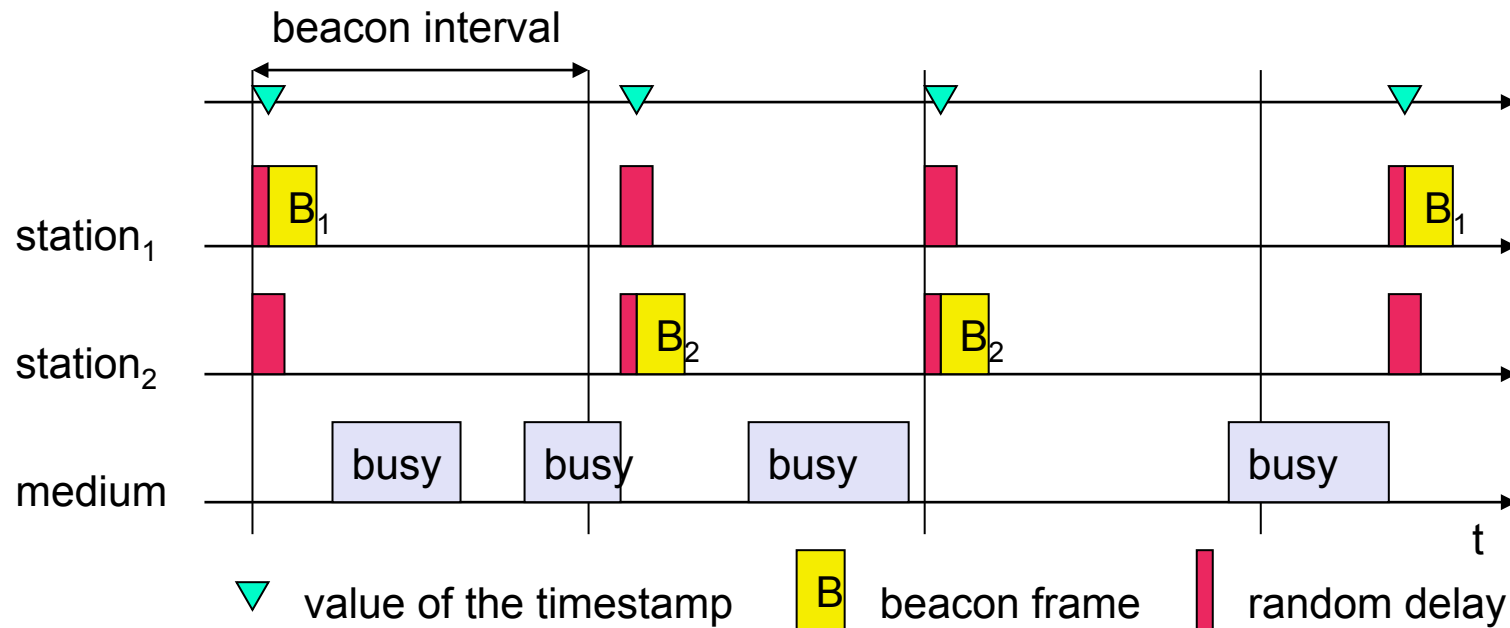 beacon interval
B₁ B₁
station₁
B₂ B₂
station₂
busy busy busy busy
medium
t
value of the timestamp B beacon frame random delay